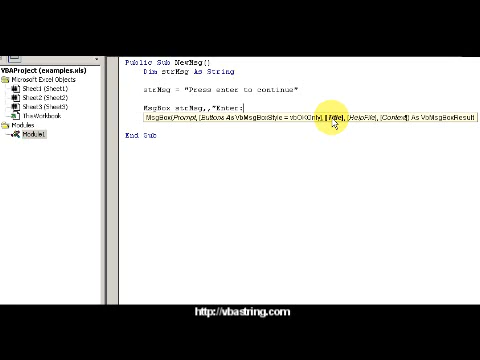 VBAProject (examples.xls)
Microsoft Excel Objects
Sheet1 (Sheet1)
Sheet2 (Sheet2)
Sheet3 (Sheet3)
ThisWorkbook
Modules
Module1
Public Sub NewMsg()
Dim strMsg As String
strMsg = "Press enter to continue"
MsgBox strMsg,,"Enter:
MsgBox(Prompt, [Buttons As VbMsgBoxStyle = vbOKOnly], [Title], [HelpFile], [Context]) As VbMsgBoxResult
End Sub
http://vbastring.com